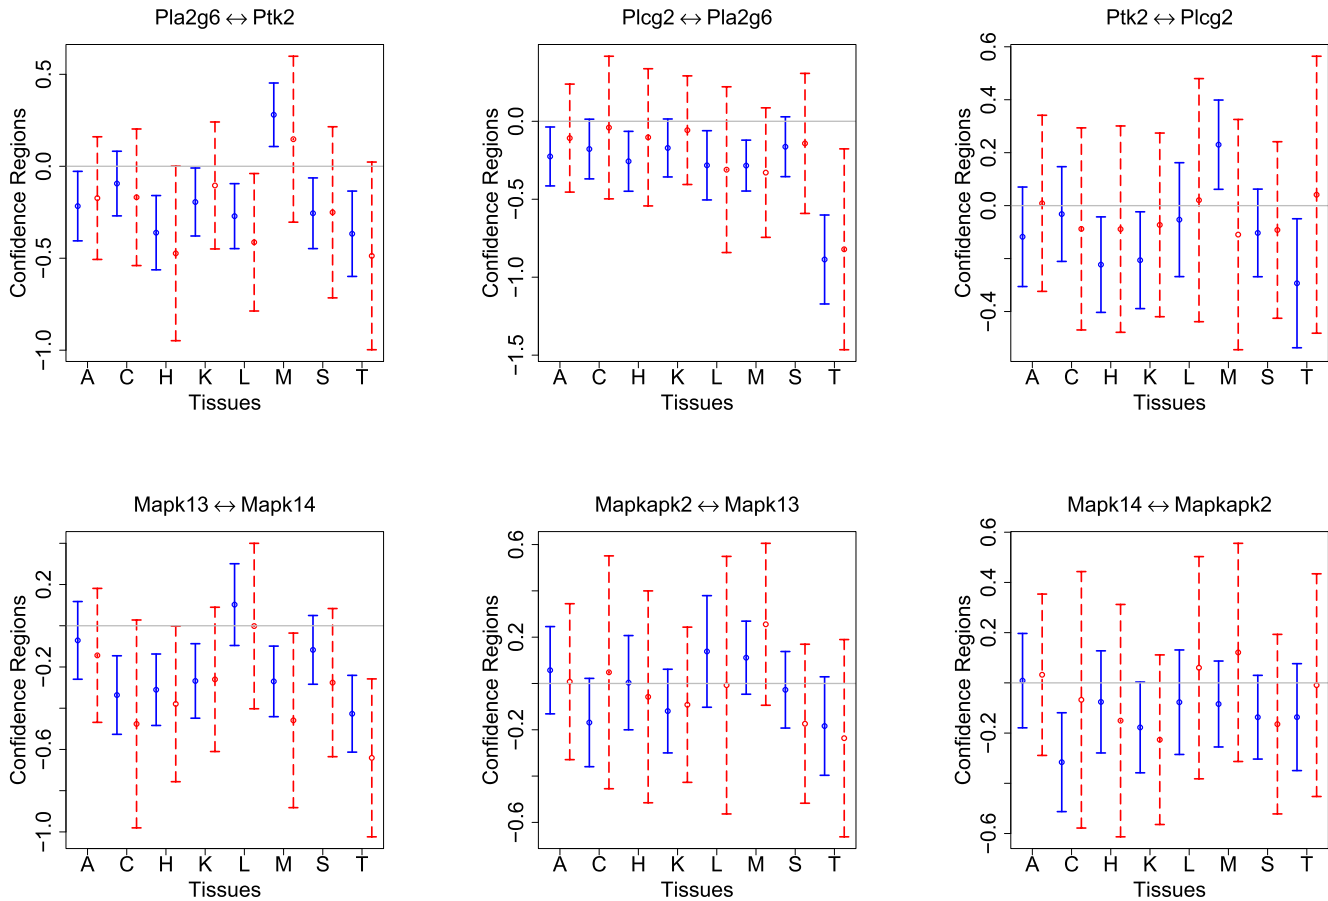 Pla2g6 ↔ Ptk2
Confidence Regions
0.5
0.0
−0.5
−1.0
A C H K L M S T
Tissues
Plcg2 ↔ Pla2g6
Confidence Regions
0.0
−0.5
−1.0
−1.5
A C H K L M S T
Tissues
Ptk2 ↔ Plcg2
Confidence Regions
0.6
0.4
0.2
0.0
−0.4
A C H K L M S T
Tissues
Mapk13 ↔ Mapk14
Confidence Regions
0.2
−0.2
−0.6
−1.0
A C H K L M S T
Tissues
Mapkapk2 ↔ Mapk13
Confidence Regions
0.6
0.2
−0.2
−0.6
A C H K L M S T
Tissues
Mapk14 ↔ Mapkapk2
Confidence Regions
0.6
0.4
0.2
−0.2
−0.6
A C H K L M S T
Tissues